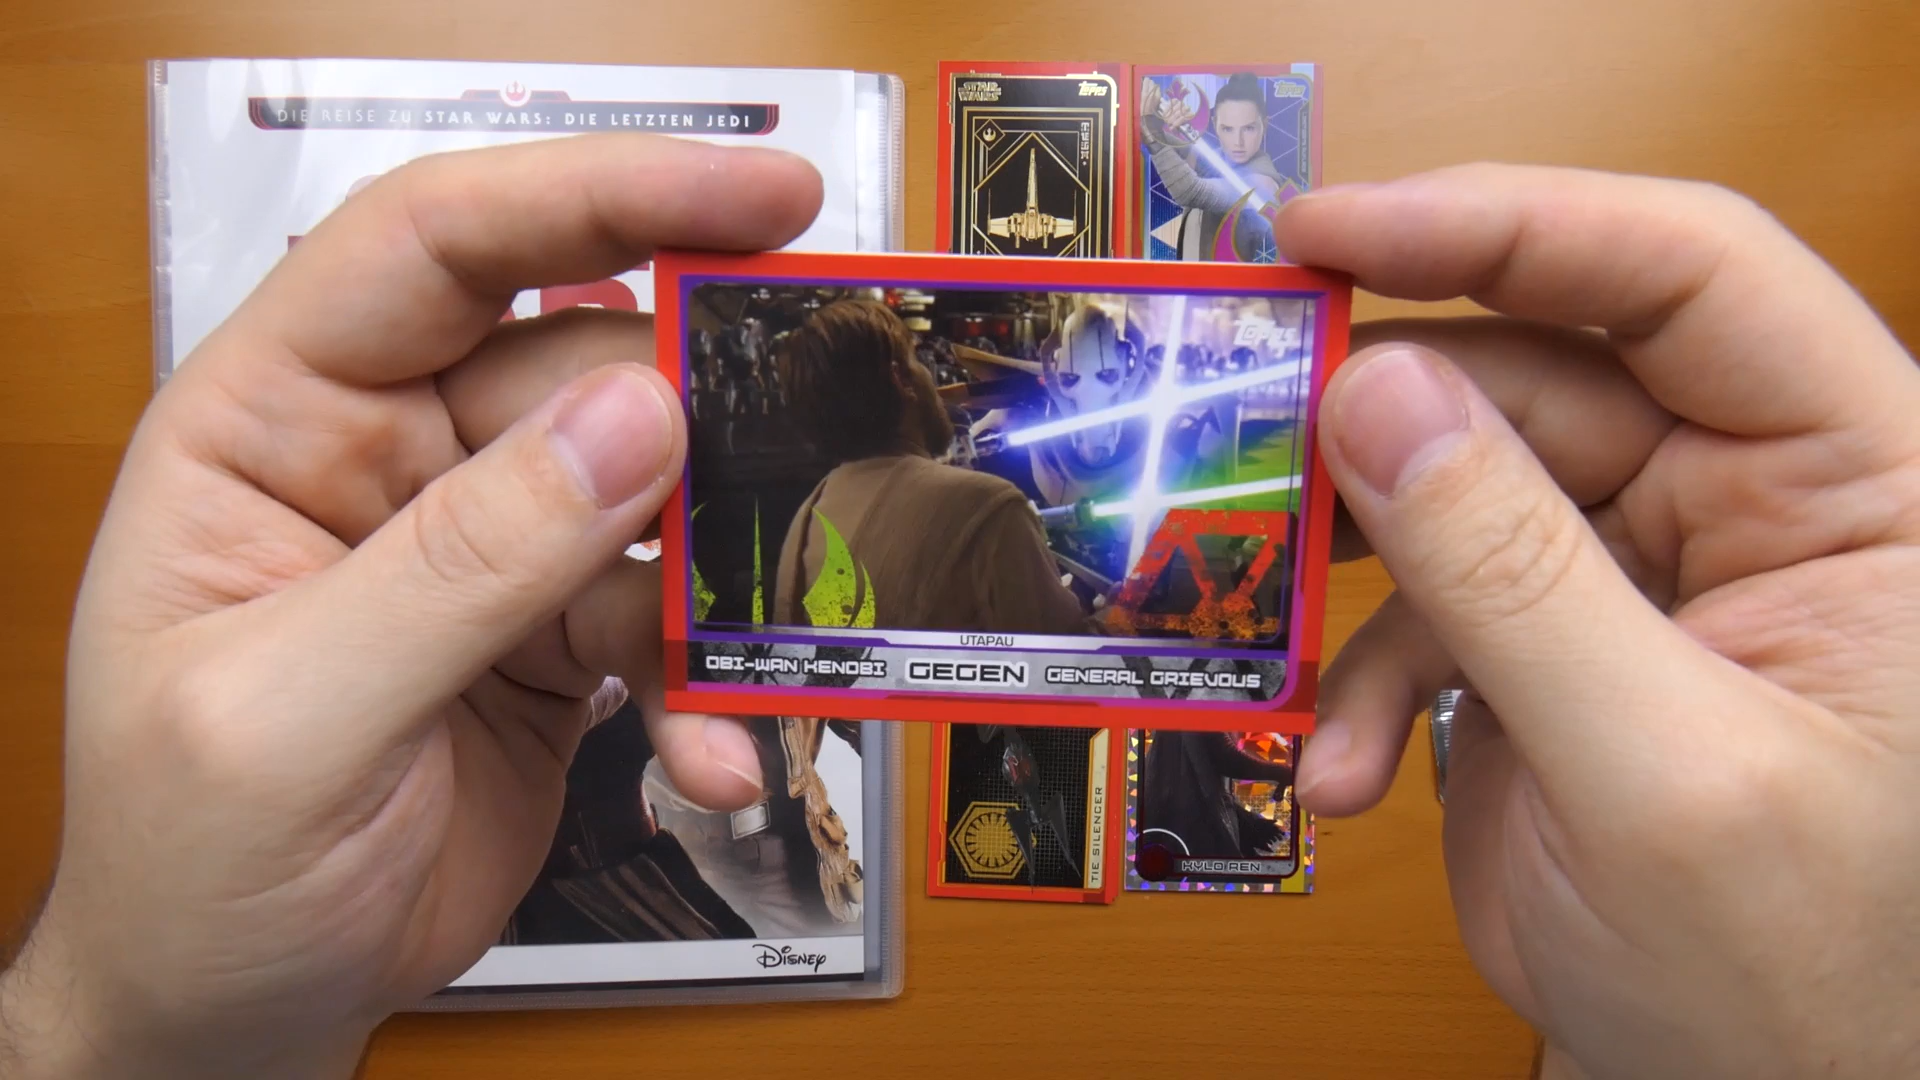 DIE REISE ZU STAR WARS: DIE LETZTEN JEDI
STAR WARS
Topps
Topps
Topps
UTAPAU
OBI-WAN KENOBI GEGEN GENERAL GRIEVOUS
TIE SILENCER
KYLO REN
Disney